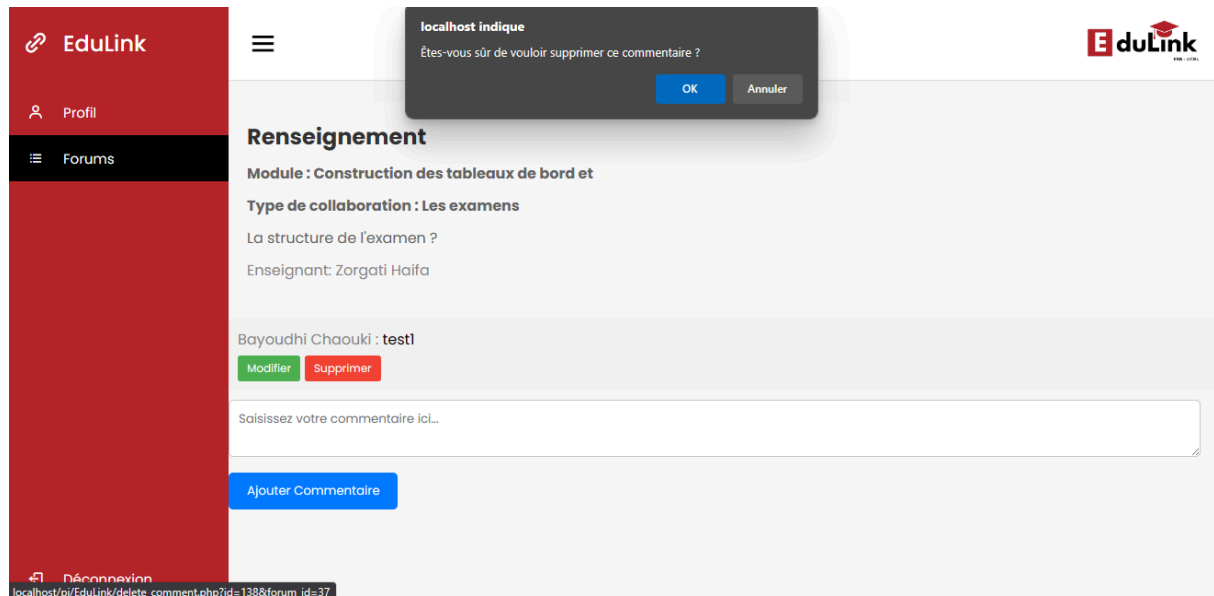 EduLink
Profil
Forums
Déconnexion
localhost/pi/EduLink/delete_comment.php?id=138&forum_id=37
localhost indique
Êtes-vous sûr de vouloir supprimer ce commentaire ?
OK Annuler
EduLink
Renseignement
Module : Construction des tableaux de bord et
Type de collaboration : Les examens
La structure de l'examen ?
Enseignant: Zorgati Haifa
Bayoudhi Chaouki : test1
Modifier Supprimer
Saisissez votre commentaire ici...
Ajouter Commentaire